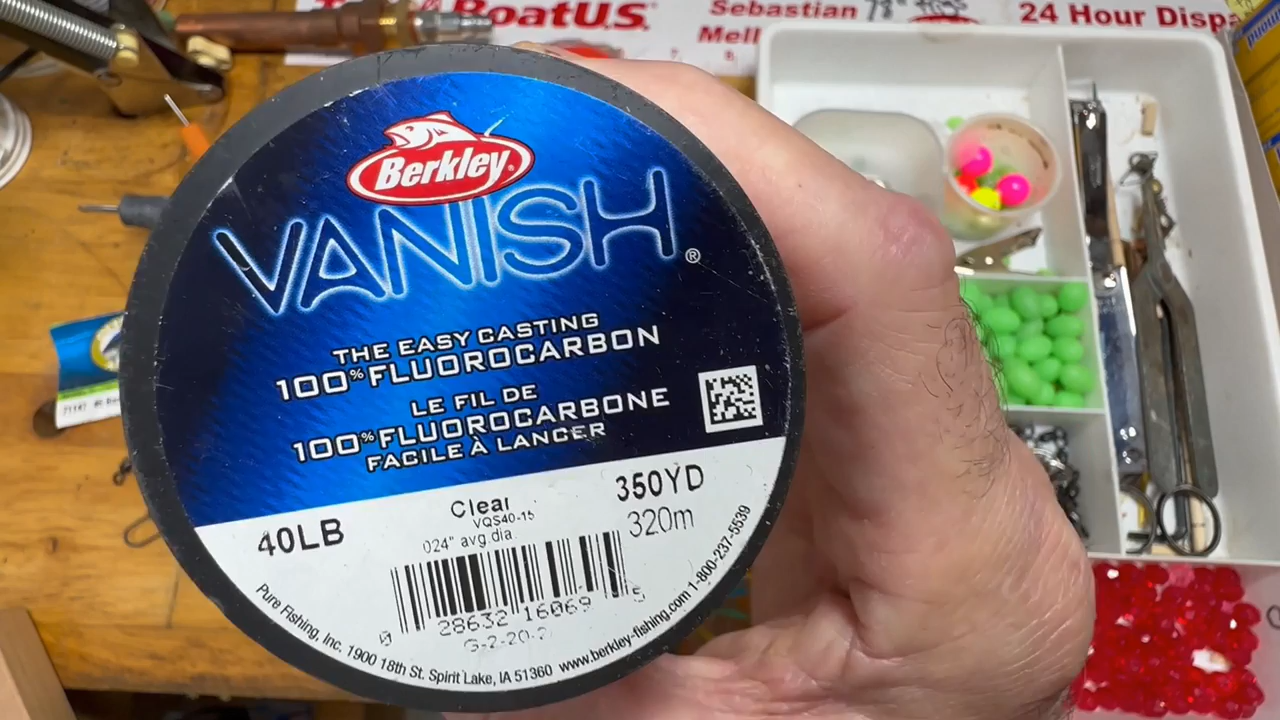 BoatU.S.
Sebastian
24 Hour Dispa
Berkley
VANISH®
THE EASY CASTING
100% FLUOROCARBON
LE FIL DE
100% FLUOROCARBONE
FACILE À LANCER
40LB
Clear
VQS40-15
024" avg.dia.
350YD
320m
28632 16069 5
Pure Fishing, Inc. 1900 18th St. Spirit Lake, IA 51360 www.berkley-fishing.com 1-800-237-5539